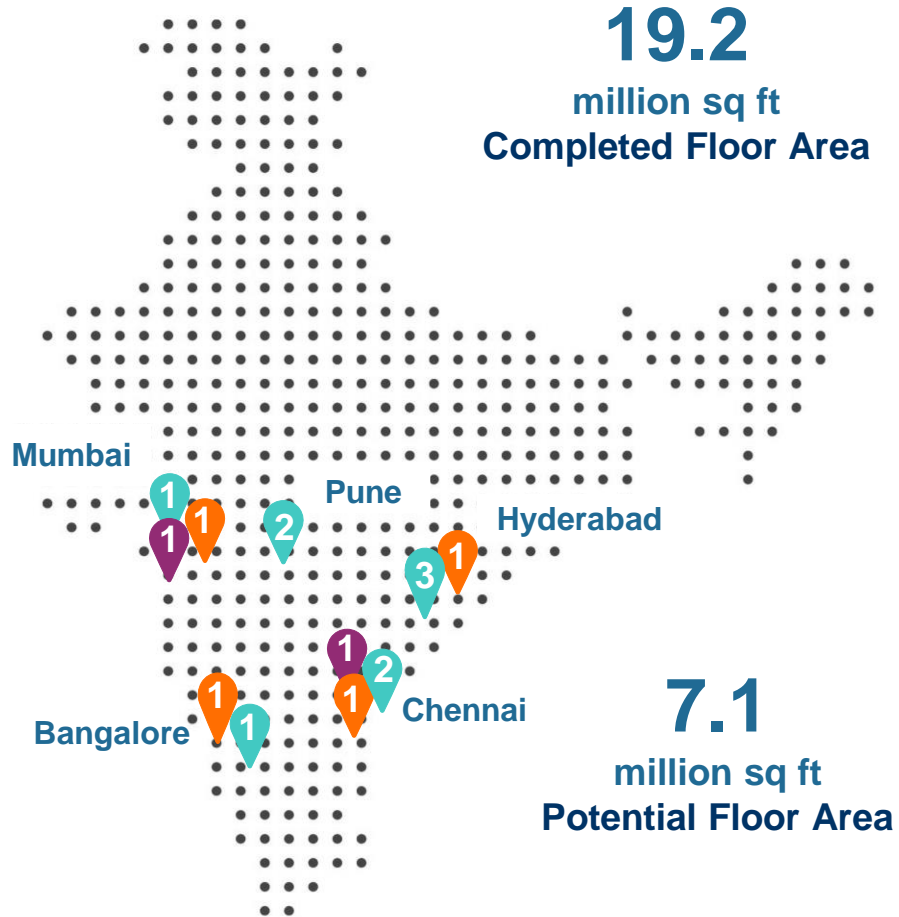 19.2
million sq ft
Completed Floor Area
Mumbai
1
1
1
Pune
2
Hyderabad
1
3
1
2
1
Chennai
1
1
Bangalore
7.1
million sq ft
Potential Floor Area